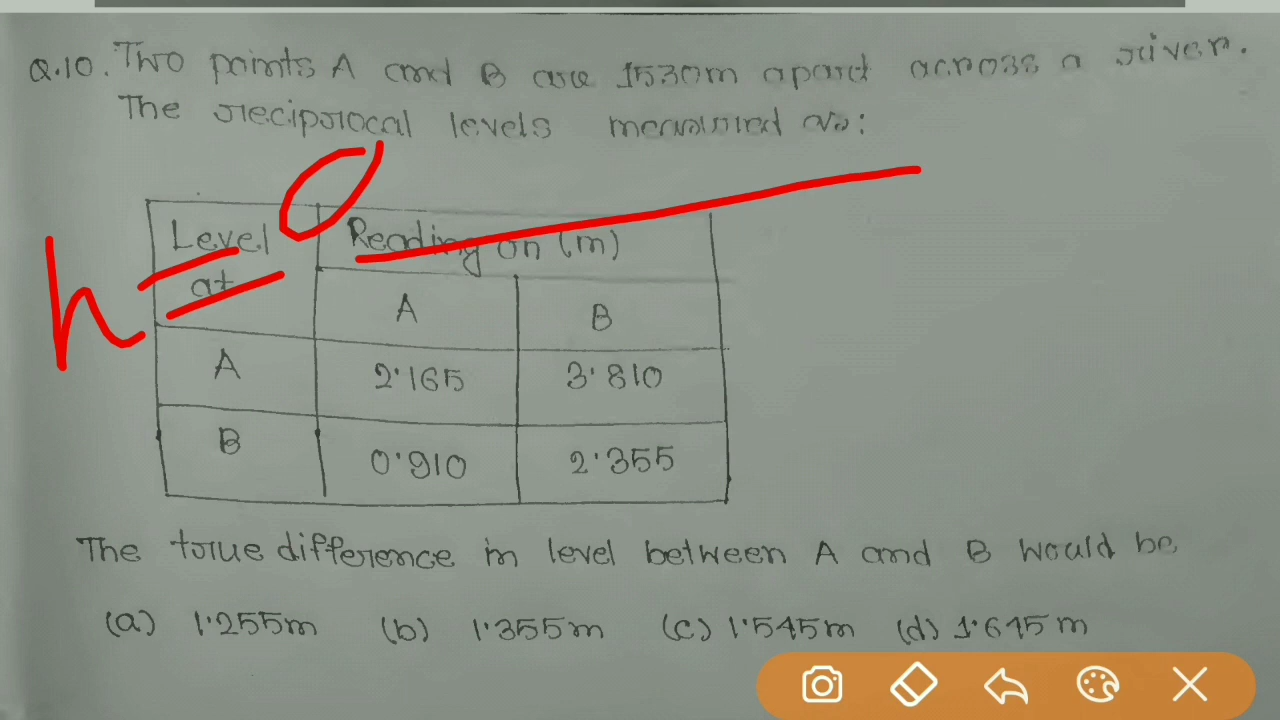 Q.10. Two points A and B are 1530m apart across a river.
The reciprocal levels measured as:
Level at
Reading on (m)
A B
A 2.165 3.810
B 0.910 2.355
The true difference in level between A and B would be
(a) 1.255m (b) 1.355m (c) 1.545m (d) 1.645m
h